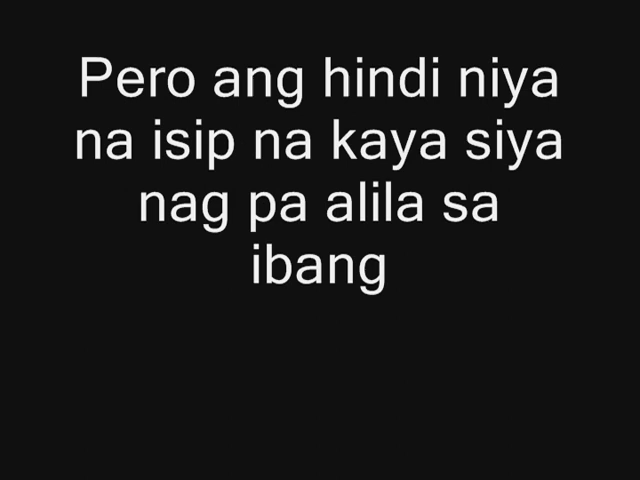 Pero ang hindi niya
na isip na kaya siya
nag pa alila sa
ibang